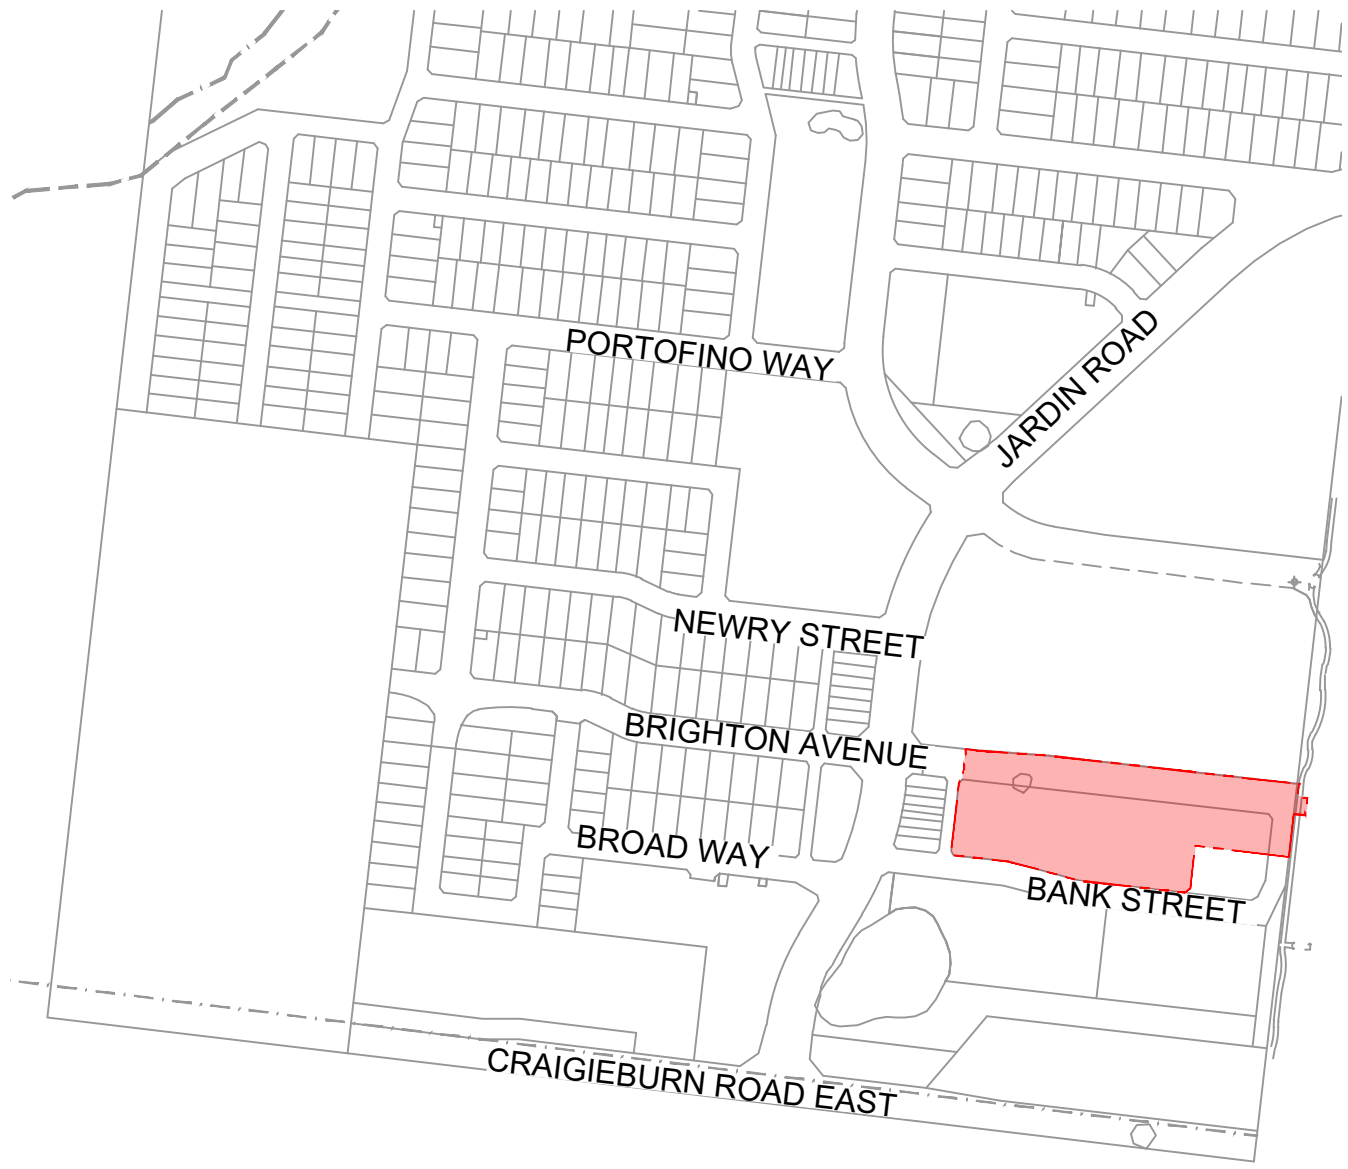 PORTOFINO WAY
JARDIN ROAD
NEWRY STREET
BRIGHTON AVENUE
BROAD WAY
BANK STREET
CRAIGIEBURN ROAD EAST